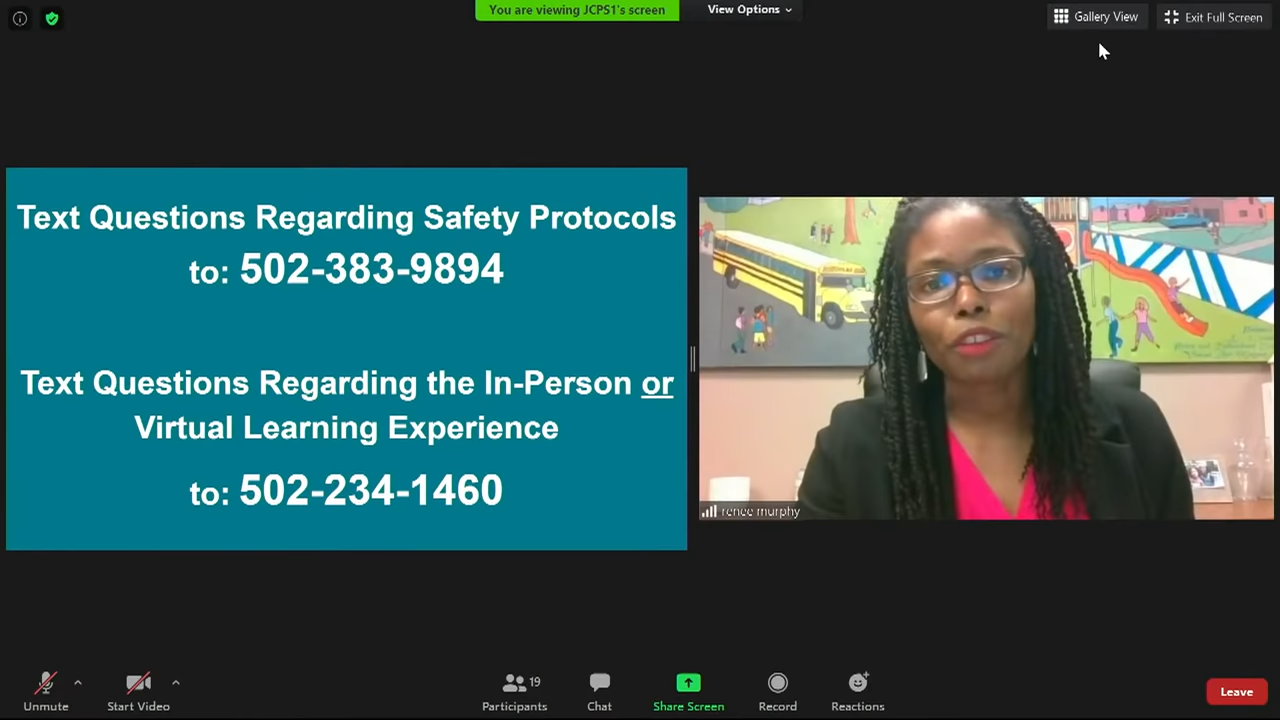 You are viewing JCPS1's screen
View Options
Gallery View
Exit Full Screen
Text Questions Regarding Safety Protocols
to: 502-383-9894
Text Questions Regarding the In-Person or
Virtual Learning Experience
to: 502-234-1460
renee murphy
Unmute
Start Video
19
Participants
Chat
Share Screen
Record
Reactions
Leave